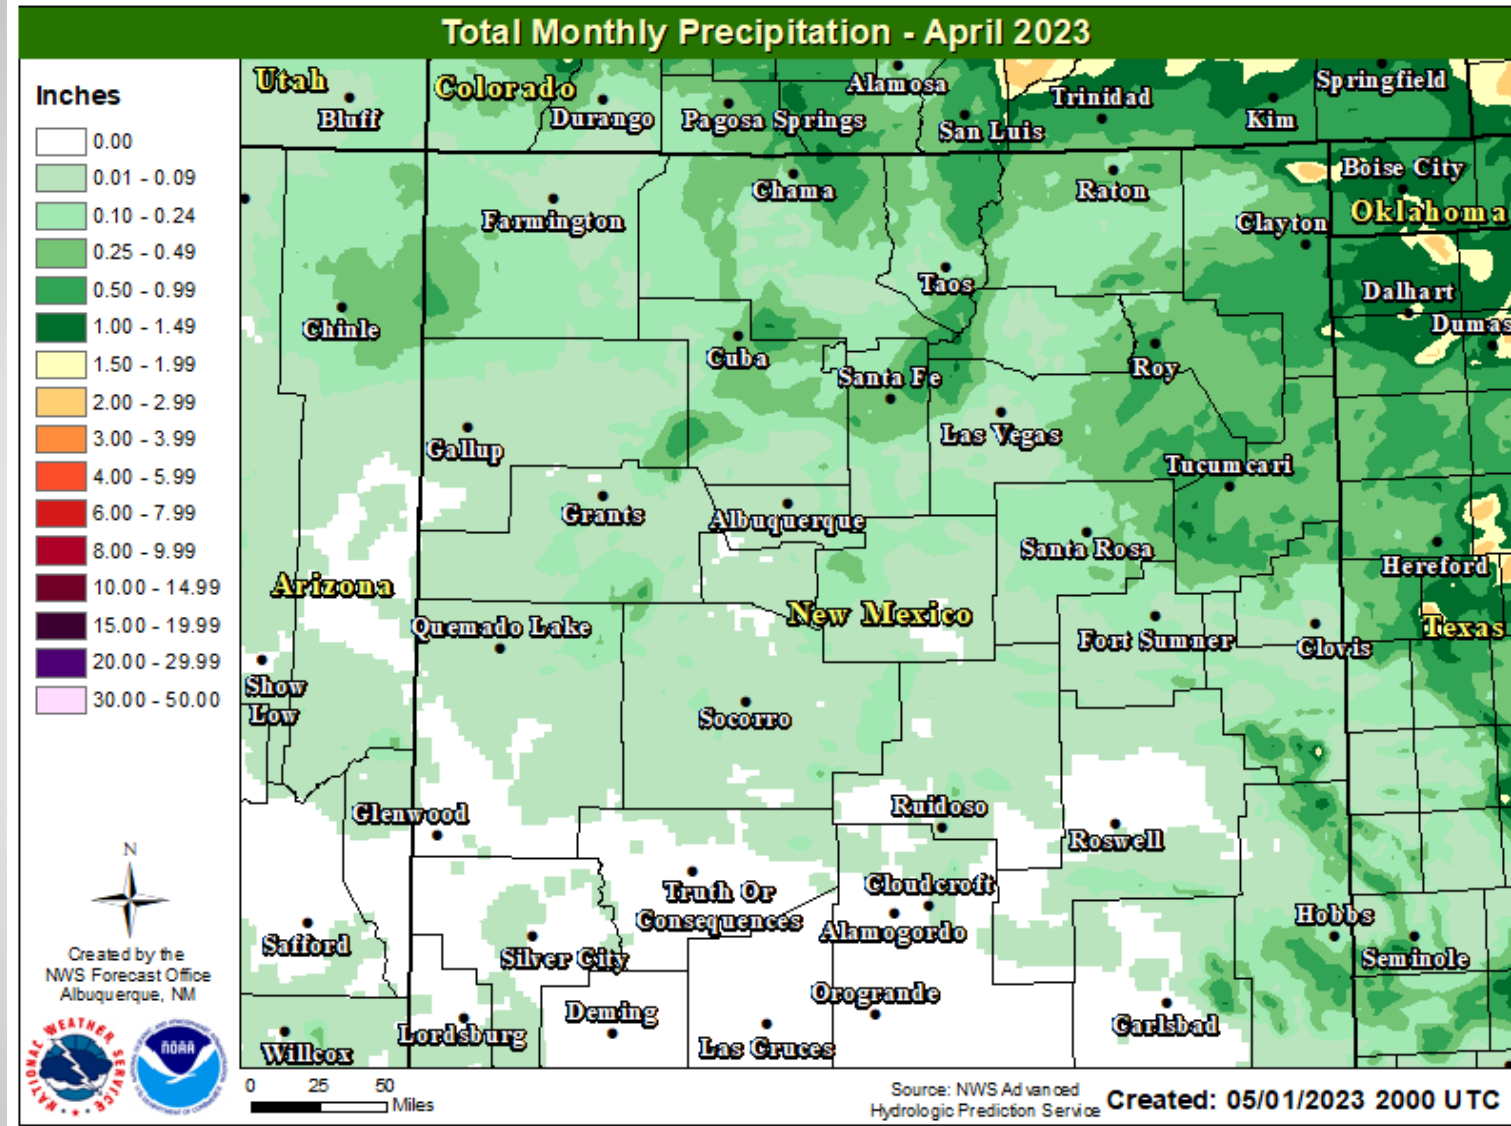 Total Monthly Precipitation - April 2023
Inches
0.00
0.01 - 0.09
0.10 - 0.24
0.25 - 0.49
0.50 - 0.99
1.00 - 1.49
1.50 - 1.99
2.00 - 2.99
3.00 - 3.99
4.00 - 5.99
6.00 - 7.99
8.00 - 9.99
10.00 - 14.99
15.00 - 19.99
20.00 - 29.99
30.00 - 50.00
Utah
Colorado
Alamosa
Springfield
Bluff
Durango
Pagosa Springs
San Luis
Trinidad
Kim
Farmington
Chama
Raton
Boise City
Clayton
Oklahoma
Chinle
Taos
Dalhart
Dumas
Cuba
Santa Fe
Roy
Gallup
Las Vegas
Tucumcari
Grants
Albuquerque
Santa Rosa
Hereford
Arizona
New Mexico
Quemado Lake
Fort Sumner
Clovis
Texas
Show
Low
Socorro
Glenwood
Ruidoso
Roswell
Truth Or
Consequences
Cloudcroft
Alamogordo
Hobbs
Seminole
Safford
Silver City
Orogrande
Deming
Lordsburg
Las Cruces
Carlsbad
Willcox
N
Created by the
NWS Forecast Office
Albuquerque, NM
NATIONAL WEATHER SERVICE
NOAA
0 25 50
Miles
Source: NWS Advanced
Hydrologic Prediction Service
Created: 05/01/2023 2000 UTC